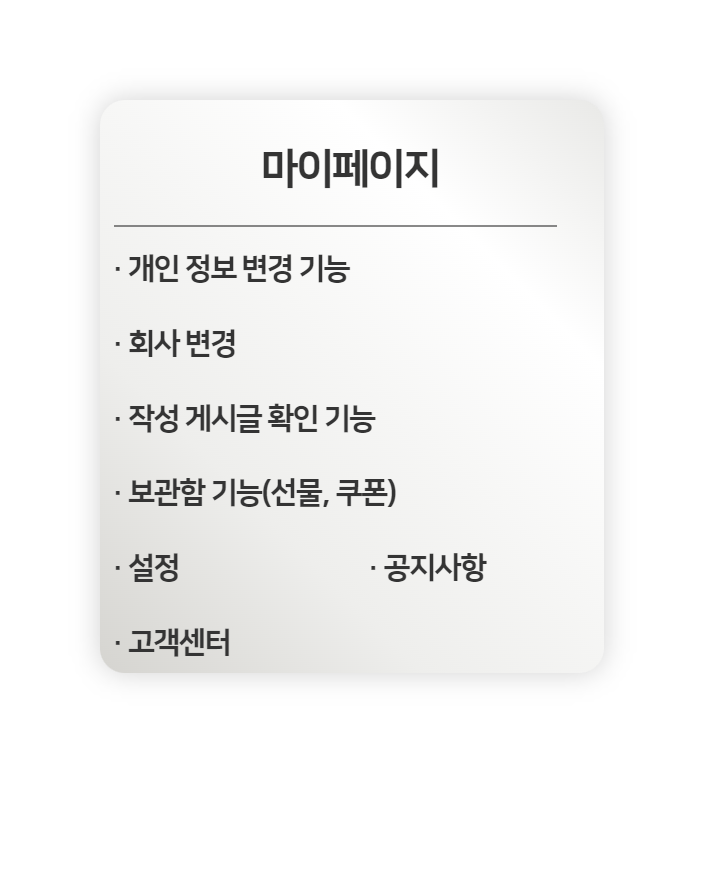 마이페이지
· 개인 정보 변경 기능
· 회사 변경
· 작성 게시글 확인 기능
· 보관함 기능(선물, 쿠폰)
· 설정 · 공지사항
· 고객센터